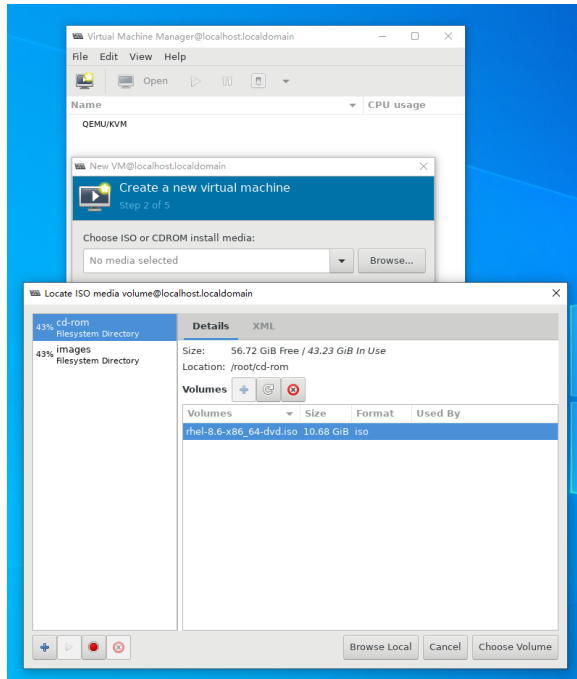 Virtual Machine Manager@localhost.localdomain
File Edit View Help
Open
Name CPU usage
QEMU/KVM
New VM@localhost.localdomain
Create a new virtual machine
Step 2 of 5
Choose ISO or CDROM install media:
No media selected Browse...
Locate ISO media volume@localhost.localdomain
43% cd-rom
Filesystem Directory
43% images
Filesystem Directory
Details XML
Size: 56.72 GiB Free / 43.23 GiB In Use
Location: /root/cd-rom
Volumes
Volumes Size Format Used By
rhel-8.6-x86_64-dvd.iso 10.68 GiB iso
Browse Local Cancel Choose Volume